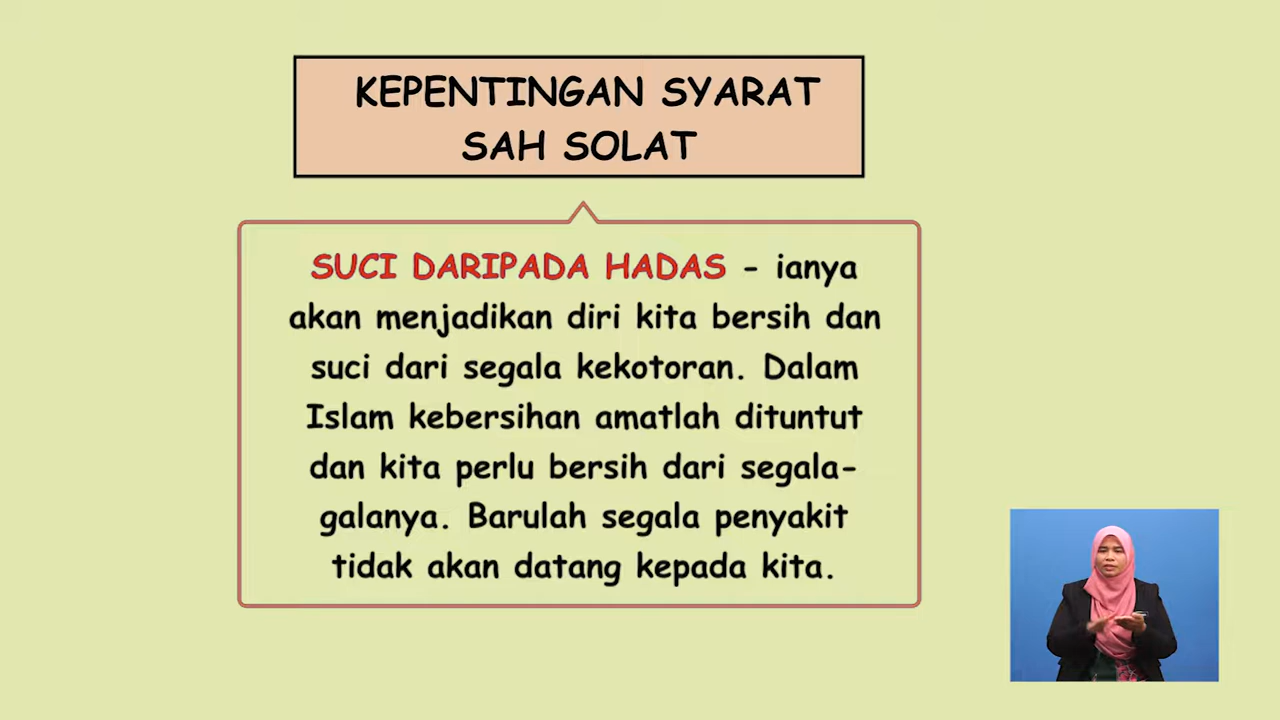 KEPENTINGAN SYARAT
SAH SOLAT
SUCI DARIPADA HADAS - ianya
akan menjadikan diri kita bersih dan
suci dari segala kekotoran. Dalam
Islam kebersihan amatlah dituntut
dan kita perlu bersih dari segala-
galanya. Barulah segala penyakit
tidak akan datang kepada kita.